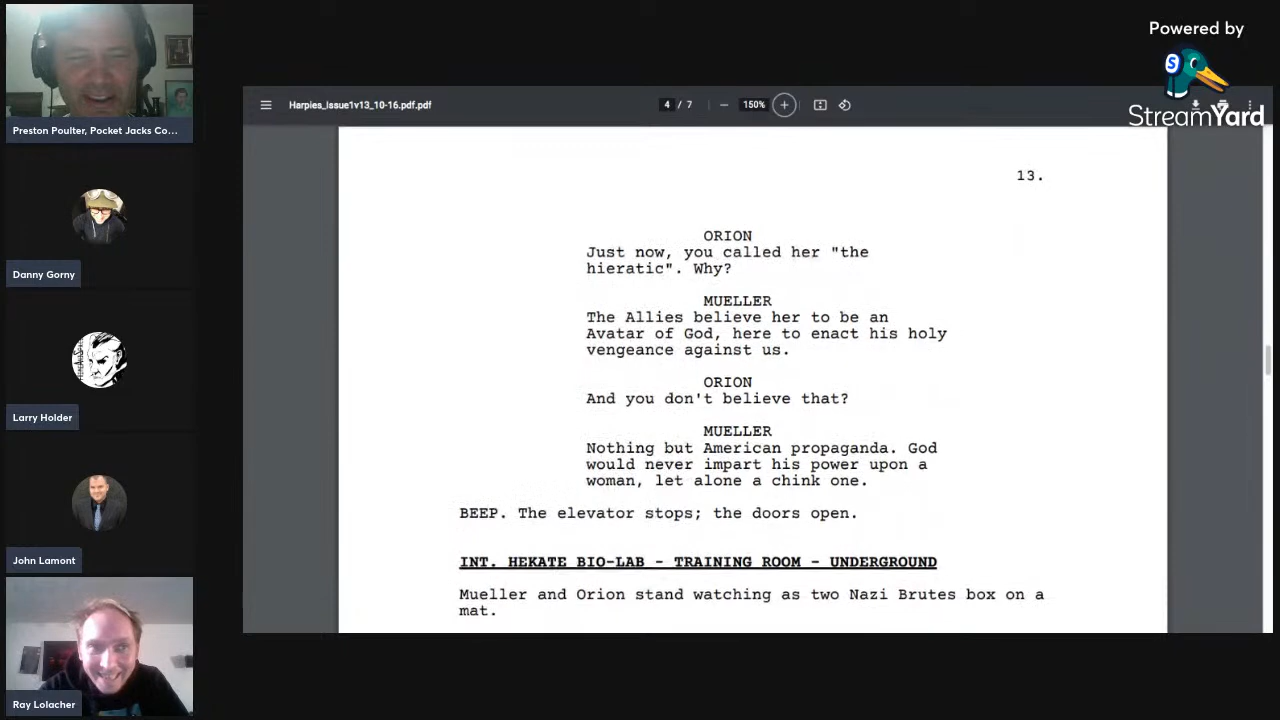 Powered by
S
StreamYard
Harpies_Issue1v13_10-16.pdf.pdf
4 / 7
150%
Preston Poulter, Pocket Jacks Co...
Danny Gorny
Larry Holder
John Lamont
Ray Lolacher
13.
ORION
Just now, you called her "the
hieratic". Why?
MUELLER
The Allies believe her to be an
Avatar of God, here to enact his holy
vengeance against us.
ORION
And you don't believe that?
MUELLER
Nothing but American propaganda. God
would never impart his power upon a
woman, let alone a chink one.
BEEP. The elevator stops; the doors open.
INT. HEKATE BIO-LAB - TRAINING ROOM - UNDERGROUND
Mueller and Orion stand watching as two Nazi Brutes box on a
mat.